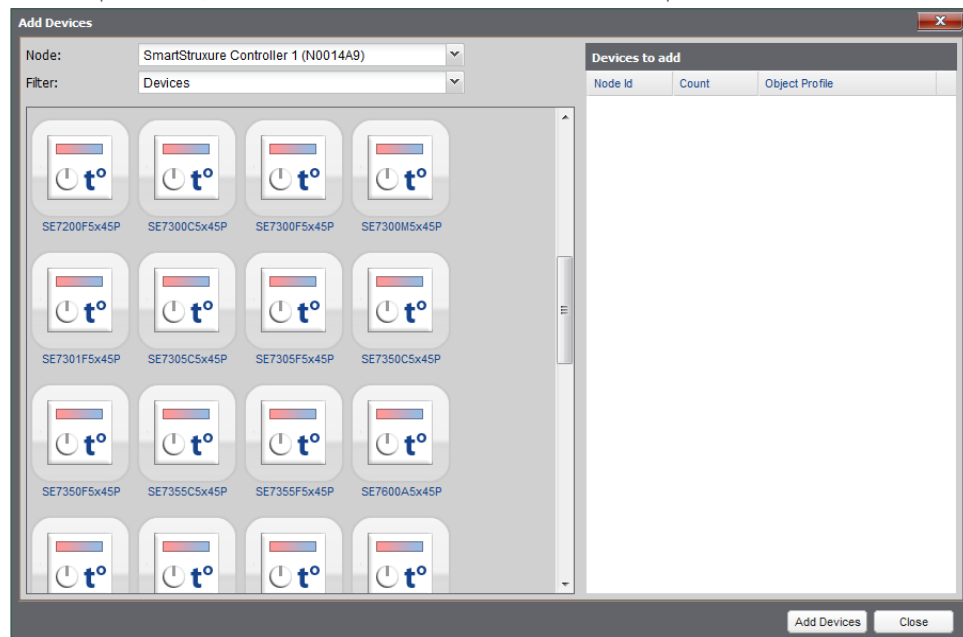 Add Devices
Node: SmartStruxure Controller 1 (N0014A9)
Filter: Devices
t° t° t° t°
SE7200F5x45P SE7300C5x45P SE7300F5x45P SE7300M5x45P
t° t° t° t°
SE7301F5x45P SE7305C5x45P SE7305F5x45P SE7350C5x45P
t° t° t° t°
SE7350F5x45P SE7355C5x45P SE7355F5x45P SE7600A5x45P
t° t° t° t°
Devices to add
Node Id Count Object Profile
Add Devices Close